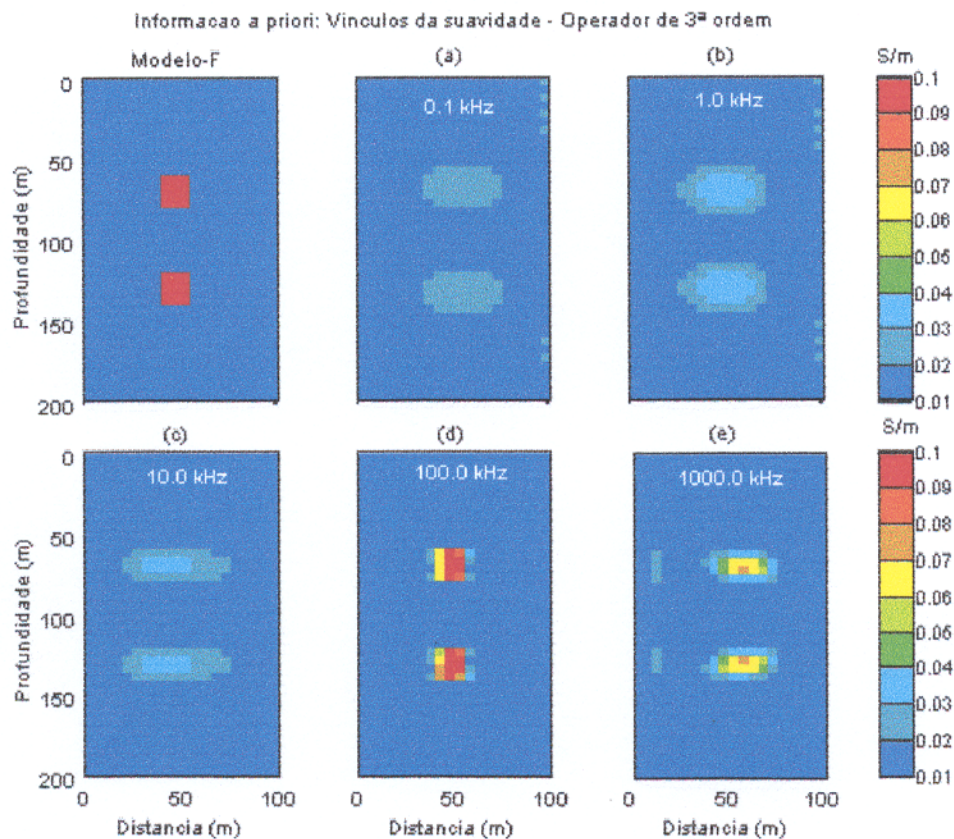 Informacao a priori: Vinculos da suavidade - Operador de 3ª ordem
Modelo-F
(a)
(b)
S/m
0
50
100
150
200
Profundidade (m)
0.1 kHz
1.0 kHz
0.1
0.09
0.08
0.07
0.06
0.05
0.04
0.03
0.02
0.01
(c)
(d)
(e)
S/m
0
50
100
150
200
Profundidade (m)
10.0 kHz
100.0 kHz
1000.0 kHz
0.1
0.09
0.08
0.07
0.06
0.05
0.04
0.03
0.02
0.01
0 50 100
0 50 100
0 100
Distancia (m)
Distancia (m)
Distancia (m)